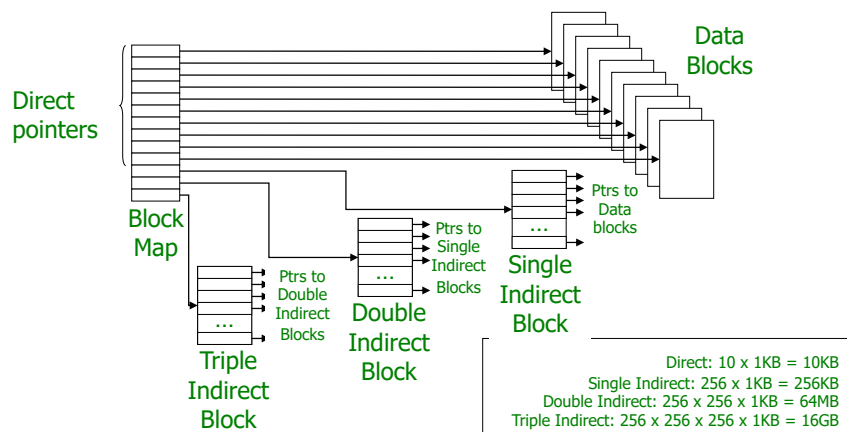 Data
Blocks
Direct
pointers
Block
Map
Ptrs to
Data
blocks
...
Single
Indirect
Block
Ptrs to
Single
Indirect
Blocks
...
Double
Indirect
Block
Ptrs to
Double
Indirect
Blocks
...
Triple
Indirect
Block
Direct: 10 x 1KB = 10KB
Single Indirect: 256 x 1KB = 256KB
Double Indirect: 256 x 256 x 1KB = 64MB
Triple Indirect: 256 x 256 x 256 x 1KB = 16GB